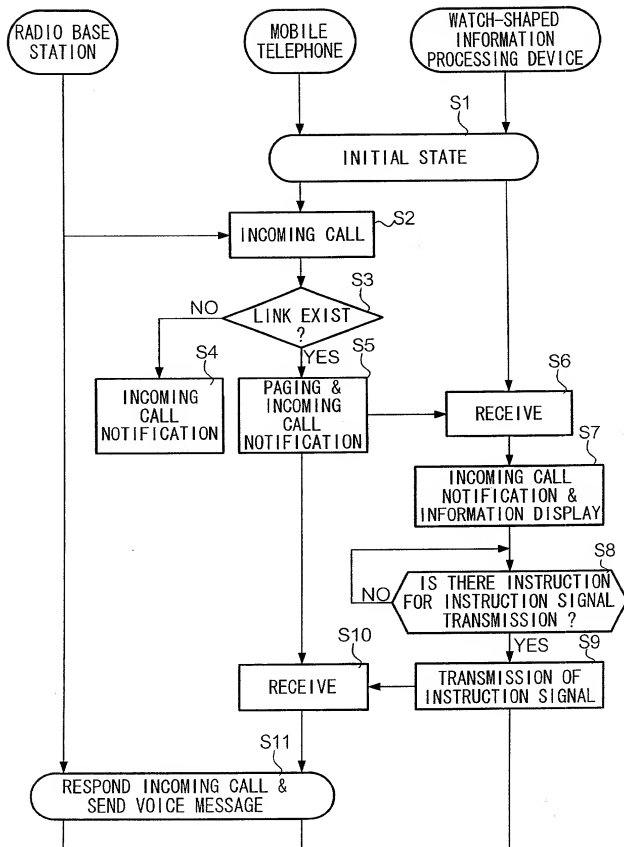 RADIO BASE
STATION
MOBILE
TELEPHONE
WATCH-SHAPED
INFORMATION
PROCESSING DEVICE
S1
INITIAL STATE
S2
INCOMING CALL
S3
LINK EXIST
?
NO
YES
S4
INCOMING
CALL
NOTIFICATION
S5
PAGING &
INCOMING
CALL
NOTIFICATION
S6
RECEIVE
S7
INCOMING CALL
NOTIFICATION &
INFORMATION DISPLAY
S8
IS THERE INSTRUCTION
FOR INSTRUCTION SIGNAL
TRANSMISSION ?
NO
YES
S9
TRANSMISSION OF
INSTRUCTION SIGNAL
S10
RECEIVE
S11
RESPOND INCOMING CALL &
SEND VOICE MESSAGE